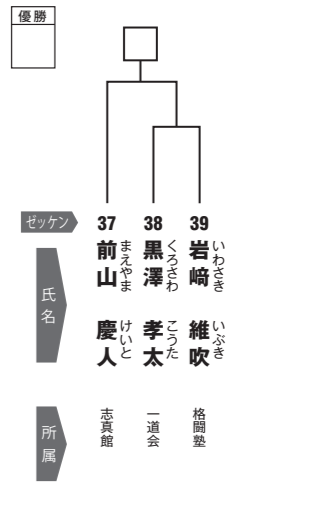 優勝
ゼッケン
37
38
39
氏名
前山 慶人
まえやま けいと
黒澤 孝太
くろさわ こうた
岩﨑 維吹
いわさき いぶき
所属
志真館
一道会
格闘塾